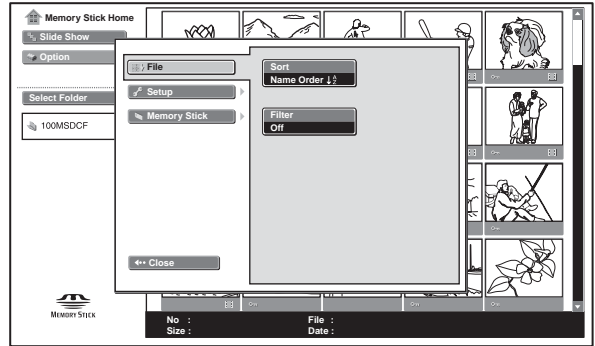 Memory Stick Home
Slide Show
Option
Select Folder
100MSDCF
File
Setup
Memory Stick
Close
Sort
Name Order
Filter
Off
MEMORY STICK
No :
File :
Size :
Date :